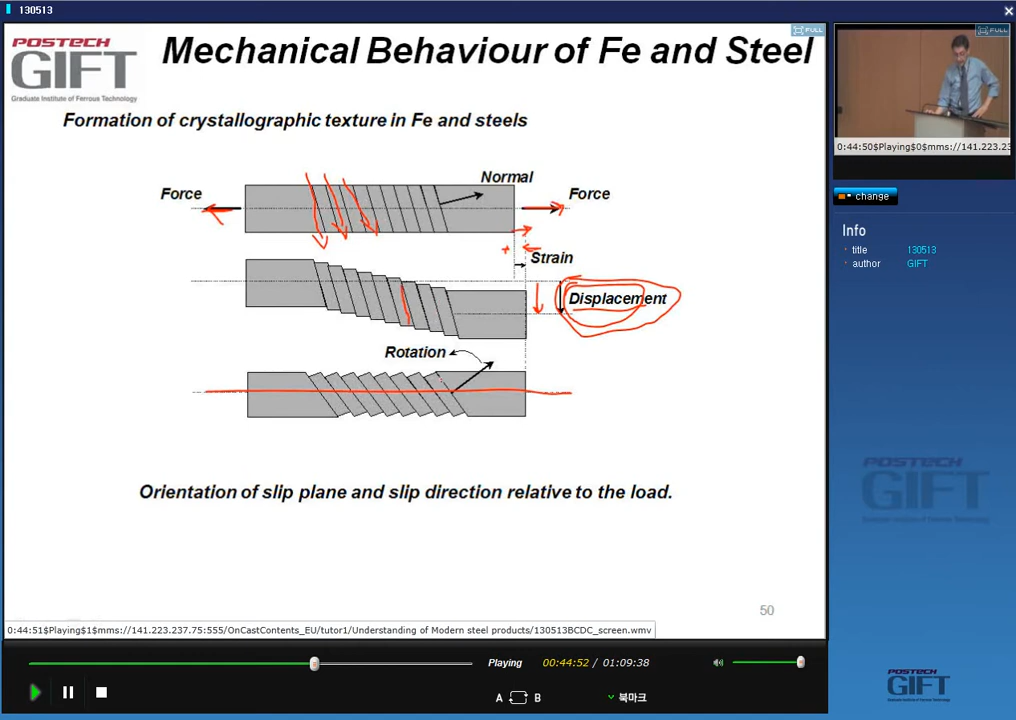 130513
POSTECH
GIFT
Graduate Institute of Ferrous Technology
Mechanical Behaviour of Fe and Steel
FULL
FULL
Formation of crystallographic texture in Fe and steels
Normal
Force
Force
+
Strain
Displacement
Rotation
Orientation of slip plane and slip direction relative to the load.
50
0:44:50$Playing$0$mms://141.223.23
change
Info
title 130513
author GIFT
POSTECH
GIFT
0:44:51$Playing$1$mms://141.223.237.75:555/OnCastContents_EU/tutor1/Understanding of Modern steel products/130513BCDC_screen.wmv
Playing
00:44:52 / 01:09:38
A B
북마크
POSTECH
GIFT